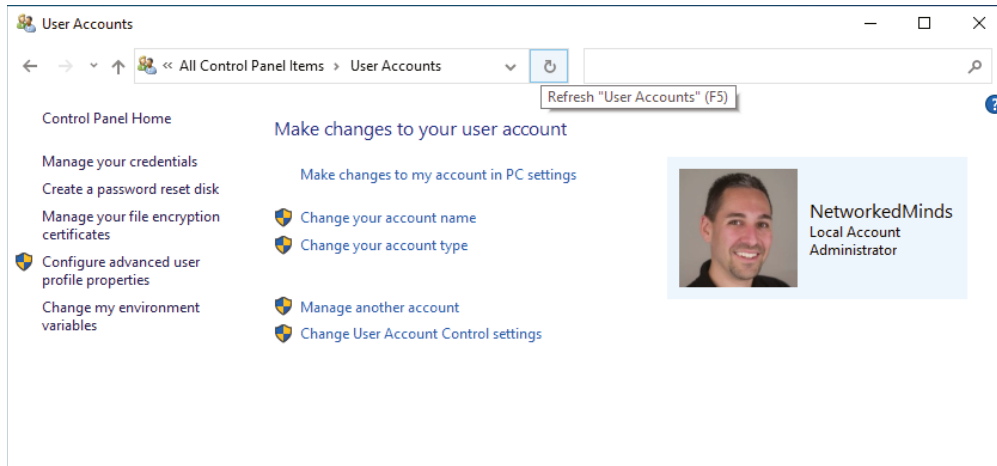 User Accounts
« All Control Panel Items › User Accounts
Refresh "User Accounts" (F5)
Control Panel Home
Manage your credentials
Create a password reset disk
Manage your file encryption
certificates
Configure advanced user
profile properties
Change my environment
variables
Make changes to your user account
Make changes to my account in PC settings
Change your account name
Change your account type
Manage another account
Change User Account Control settings
NetworkedMinds
Local Account
Administrator
?